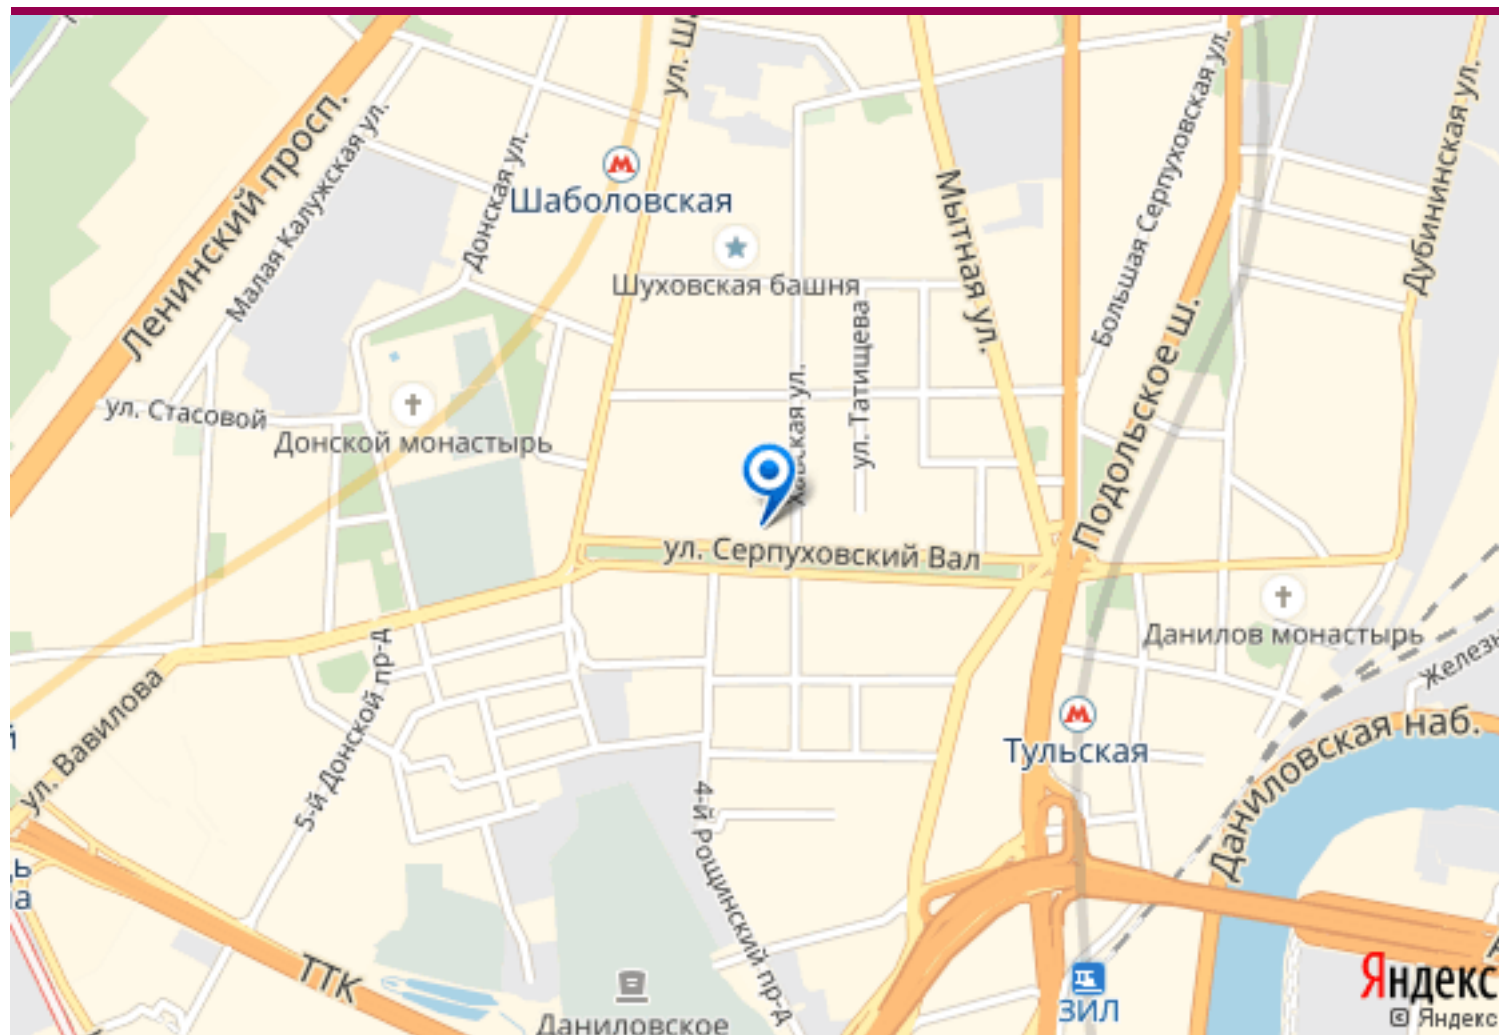 ул. Ш.
Ленинский просп.
Малая Калужская ул.
Донская ул.
Шаболовская
Шуховская башня
Мытная ул.
Большая Серпуховская ул.
Дубининская ул.
Подольское ш.
ул. Стасовой
Донской монастырь
ул. Татищева
ул. Серпуховский Вал
Данилов монастырь
ул. Вавилова
5-й Донской пр-д
Тульская
Даниловская наб.
4-й Рощинский пр-д
ТТК
Даниловское
ЗИЛ
Яндекс
© Яндекс